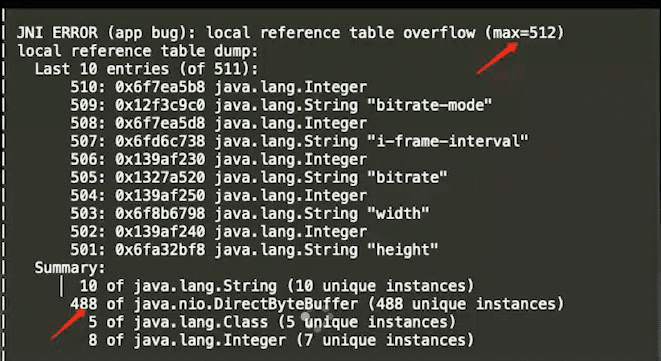 JNI ERROR (app bug): local reference table overflow (max=512)
local reference table dump:
Last 10 entries (of 511):
510: 0x6f7ea5b8 java.lang.Integer
509: 0x12f3c9c0 java.lang.String "bitrate-mode"
508: 0x6f7ea5d8 java.lang.Integer
507: 0x6fd6c738 java.lang.String "i-frame-interval"
506: 0x139af230 java.lang.Integer
505: 0x1327a520 java.lang.String "bitrate"
504: 0x139af250 java.lang.Integer
503: 0x6f8b6798 java.lang.String "width"
502: 0x139af240 java.lang.Integer
501: 0x6fa32bf8 java.lang.String "height"
Summary:
10 of java.lang.String (10 unique instances)
488 of java.nio.DirectByteBuffer (488 unique instances)
5 of java.lang.Class (5 unique instances)
8 of java.lang.Integer (7 unique instances)